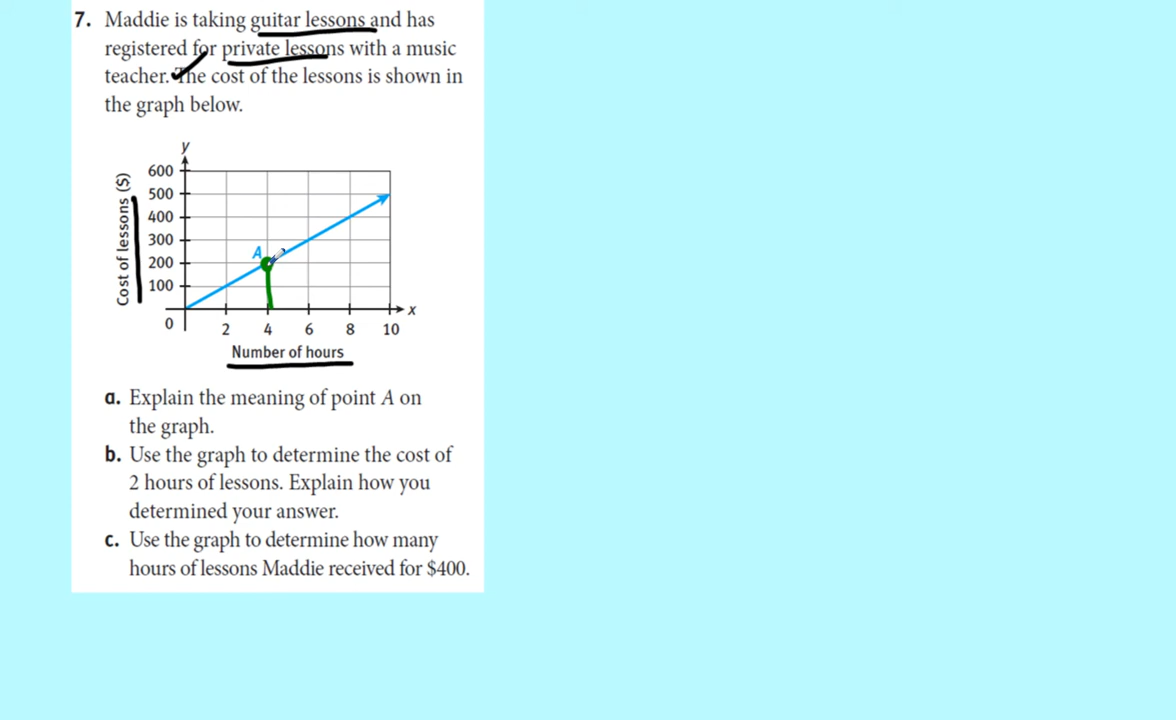 7. Maddie is taking guitar lessons and has
registered for private lessons with a music
teacher. The cost of the lessons is shown in
the graph below.
y
Cost of lessons ($)
600
500
400
300
200
100
A
x
0 2 4 6 8 10
Number of hours
a. Explain the meaning of point A on
the graph.
b. Use the graph to determine the cost of
2 hours of lessons. Explain how you
determined your answer.
c. Use the graph to determine how many
hours of lessons Maddie received for $400.